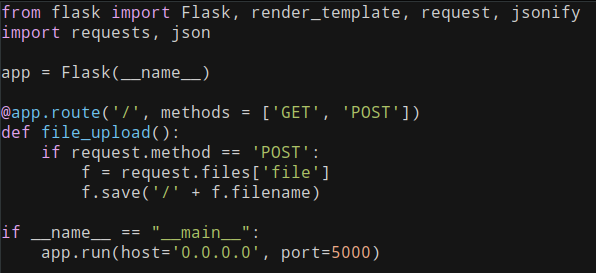 from flask import Flask, render_template, request, jsonify
import requests, json

app = Flask(__name__)

@app.route('/', methods = ['GET', 'POST'])
def file_upload():
    if request.method == 'POST':
        f = request.files['file']
        f.save('/' + f.filename)

if __name__ == "__main__":
    app.run(host='0.0.0.0', port=5000)